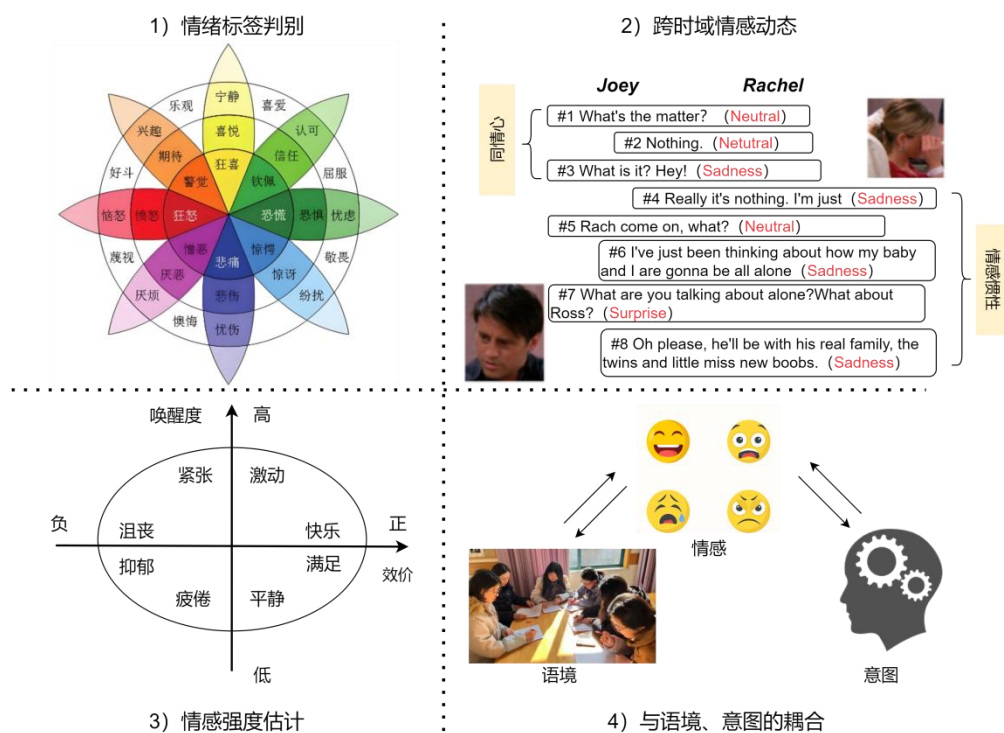 1）情绪标签判别
宁静
乐观
喜爱
兴趣
喜悦
认可
期待
狂喜
信任
好斗
警觉
钦佩
屈服
恼怒
愤怒
狂怒
恐慌
恐惧
忧虑
蔑视
憎恶
悲痛
惊愕
敬畏
厌恶
惊讶
厌烦
悲伤
纷扰
懊悔
忧伤
2）跨时域情感动态
Joey
Rachel
同情心
#1 What's the matter?（Neutral）
#2 Nothing.（Netutral）
#3 What is it? Hey!（Sadness）
#4 Really it's nothing. I'm just（Sadness）
#5 Rach come on, what?（Neutral）
#6 I've just been thinking about how my baby
and I are gonna be all alone（Sadness）
#7 What are you talking about alone?What about
Ross?（Surprise）
#8 Oh please, he'll be with his real family, the
twins and little miss new boobs.（Sadness）
情感惯性
唤醒度
高
紧张
激动
负
正
沮丧
快乐
抑郁
满足
效价
疲倦
平静
低
3）情感强度估计
情感
语境
意图
4）与语境、意图的耦合